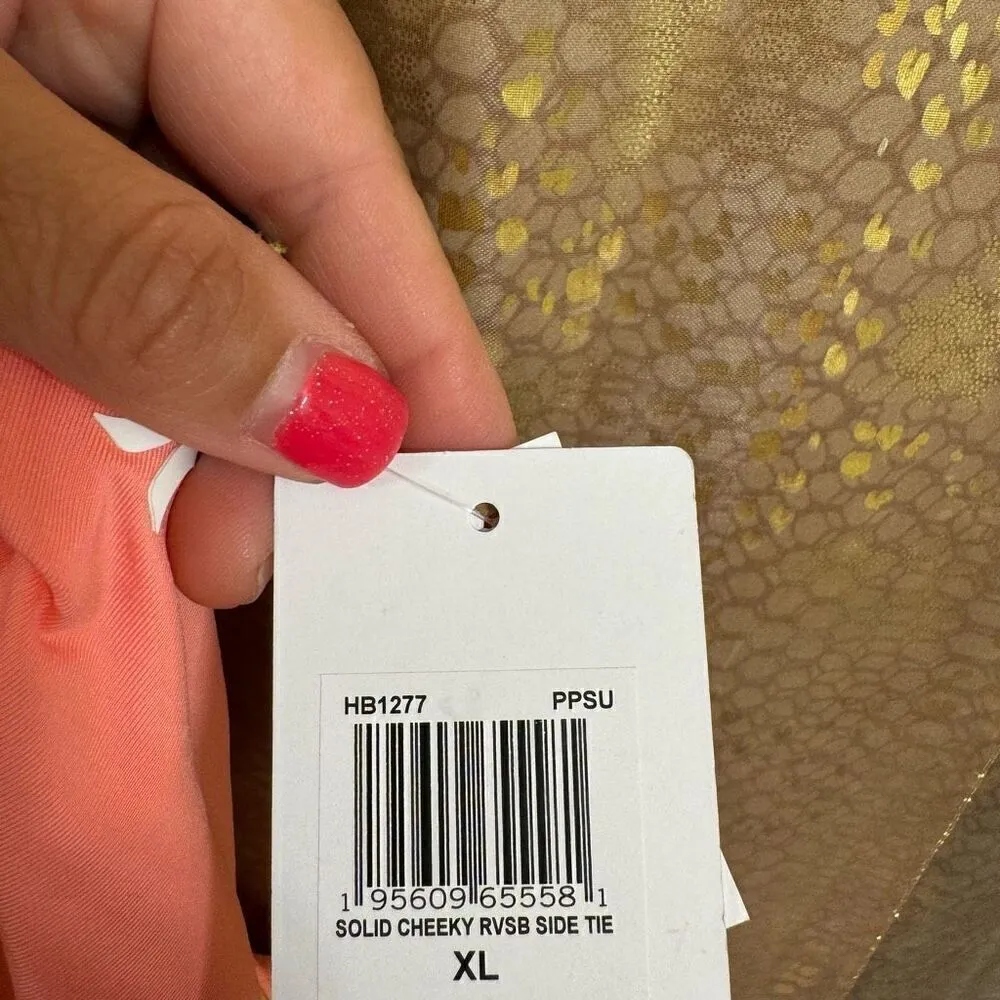 HB1277 PPSU
1 95609 65558 1
SOLID CHEEKY RVSB SIDE TIE
XL